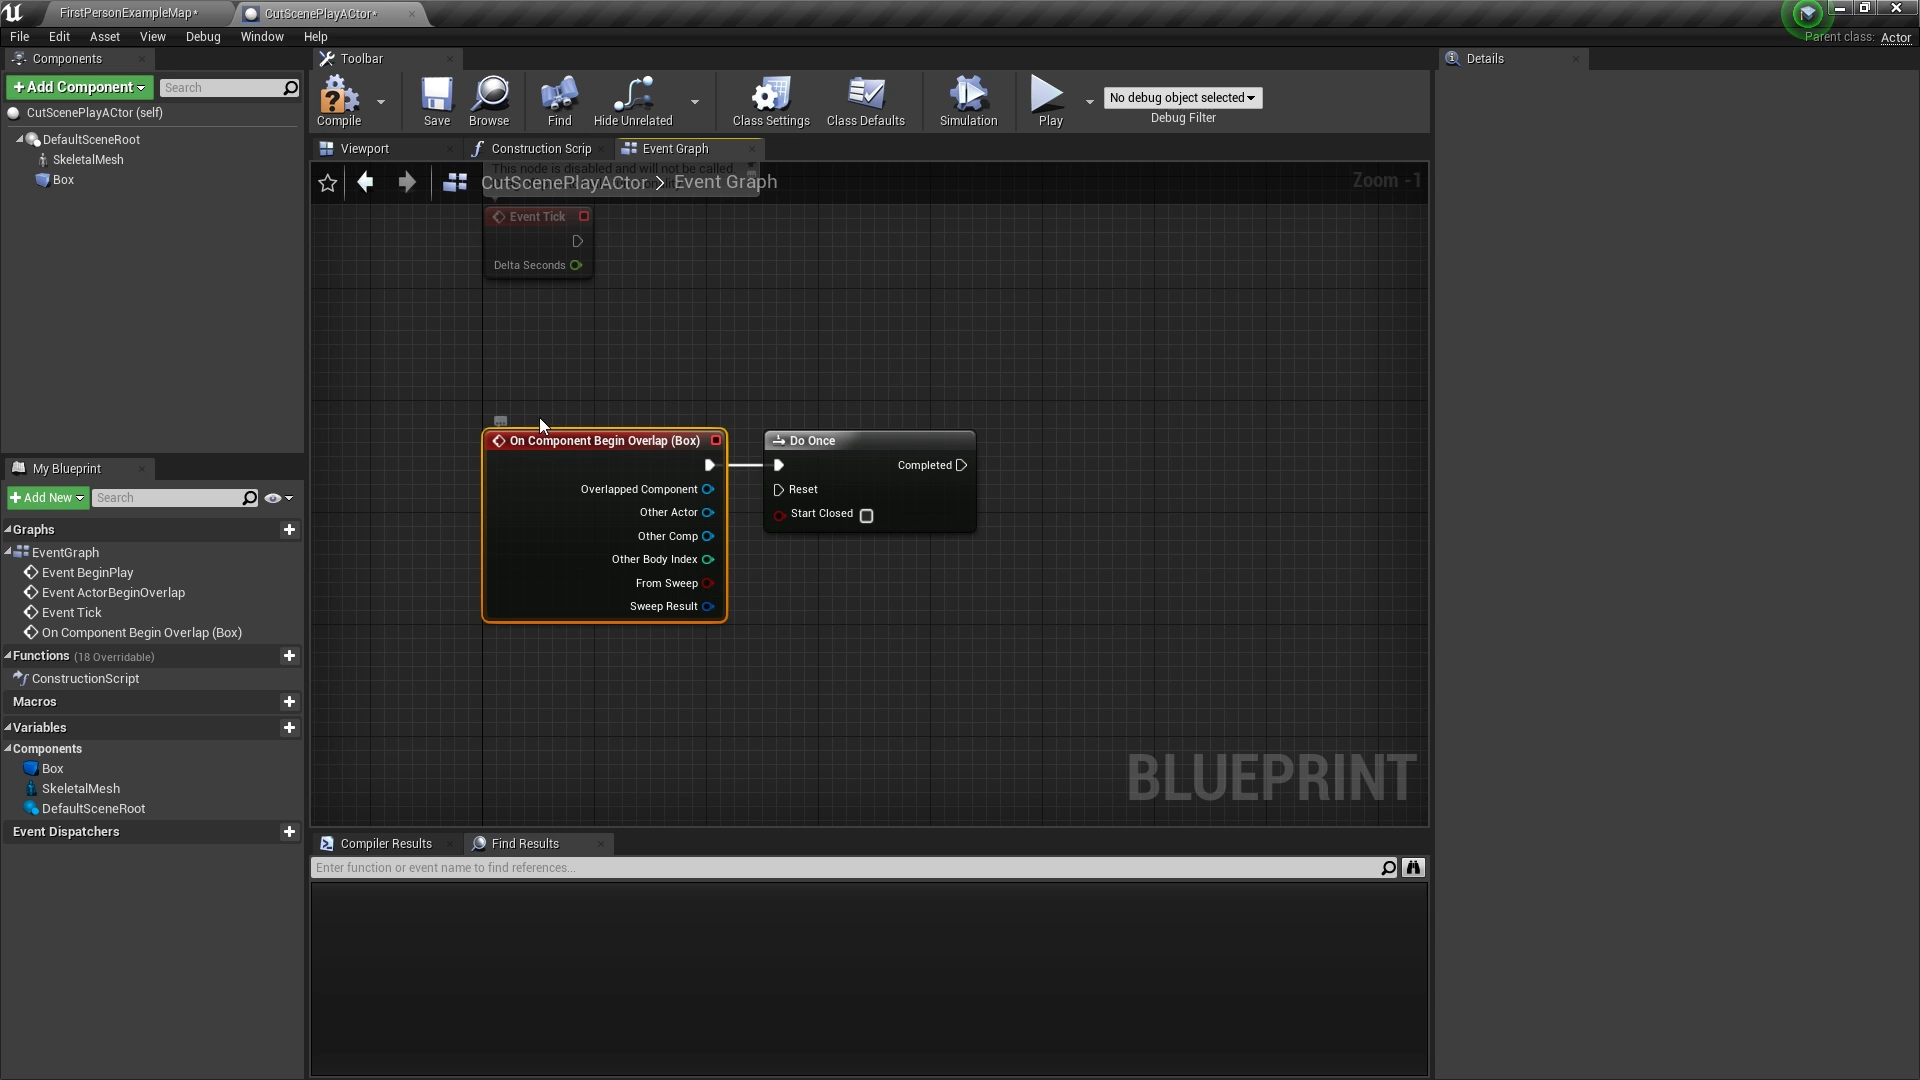 FirstPersonExampleMap*
CutScenePlayACtor*
File Edit Asset View Debug Window Help
Parent class: Actor
Components
+Add Component
Search
CutScenePlayACtor (self)
DefaultSceneRoot
SkeletalMesh
Box
Toolbar
Compile
Save
Browse
Find
Hide Unrelated
Class Settings
Class Defaults
Simulation
Play
No debug object selected
Debug Filter
Details
Viewport
Construction Scrip
Event Graph
This node is disabled and will not be called.
CutScenePlayACtor > Event Graph
Zoom -1
Event Tick
Delta Seconds
On Component Begin Overlap (Box)
Overlapped Component
Other Actor
Other Comp
Other Body Index
From Sweep
Sweep Result
Do Once
Completed
Reset
Start Closed
BLUEPRINT
My Blueprint
+Add New
Search
Graphs
EventGraph
Event BeginPlay
Event ActorBeginOverlap
Event Tick
On Component Begin Overlap (Box)
Functions (18 Overridable)
ConstructionScript
Macros
Variables
Components
Box
SkeletalMesh
DefaultSceneRoot
Event Dispatchers
Compiler Results
Find Results
Enter function or event name to find references...